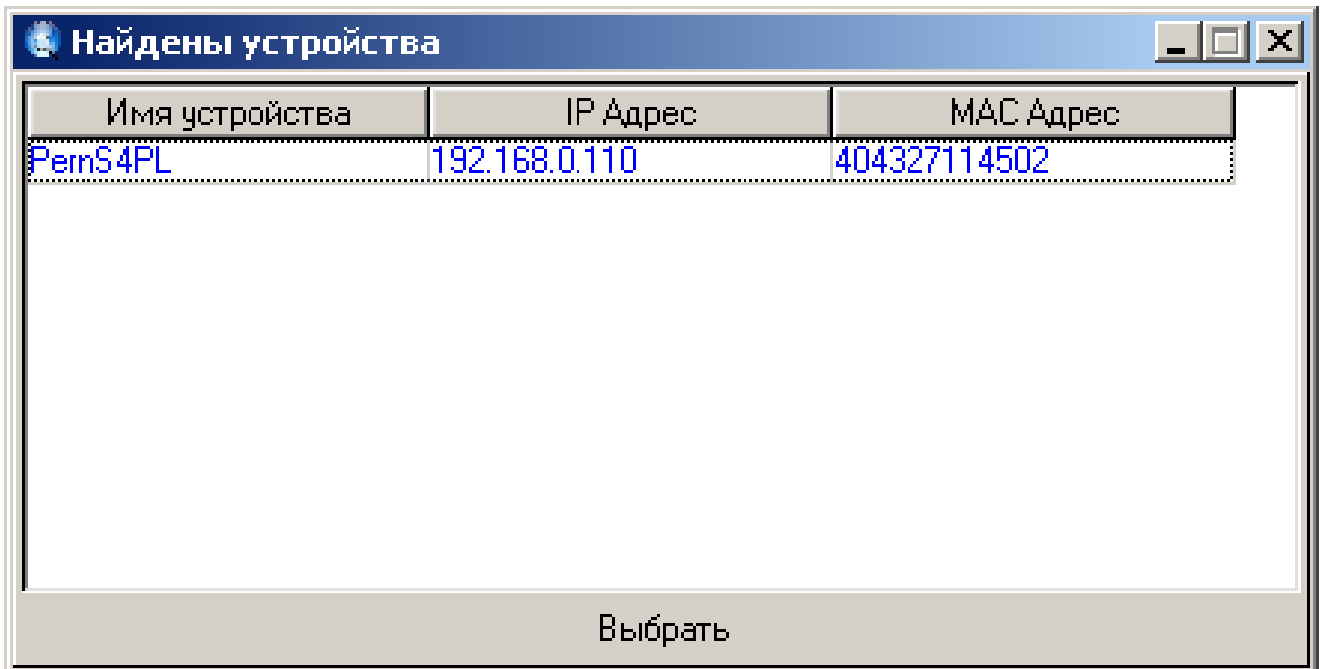 Найдены устройства
Имя устройства IP Адрес MAC Адрес
PernS4PL 192.168.0.110 404327114502
Выбрать